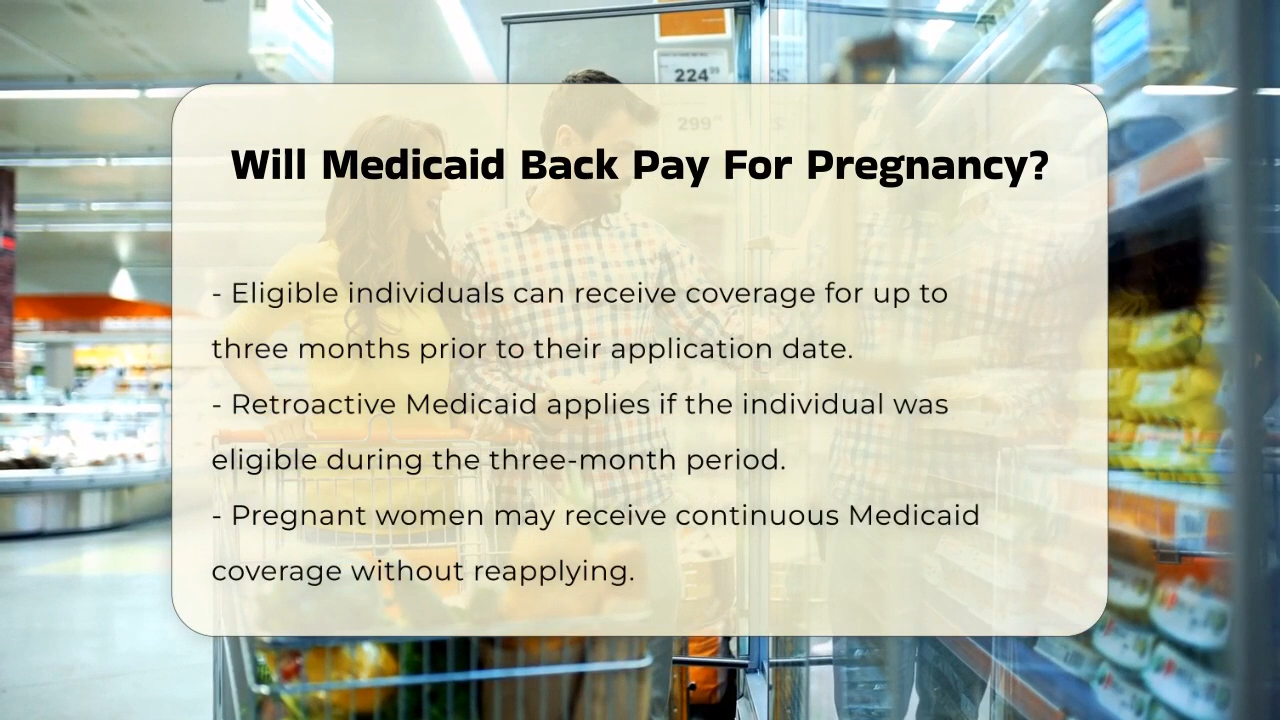 224
299
Will Medicaid Back Pay For Pregnancy?
- Eligible individuals can receive coverage for up to
three months prior to their application date.
- Retroactive Medicaid applies if the individual was
eligible during the three-month period.
- Pregnant women may receive continuous Medicaid
coverage without reapplying.